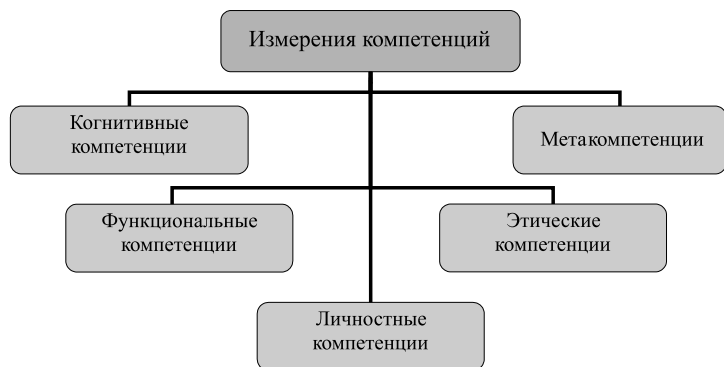 Измерения компетенций
Когнитивные
компетенции
Метакомпетенции
Функциональные
компетенции
Этические
компетенции
Личностные
компетенции